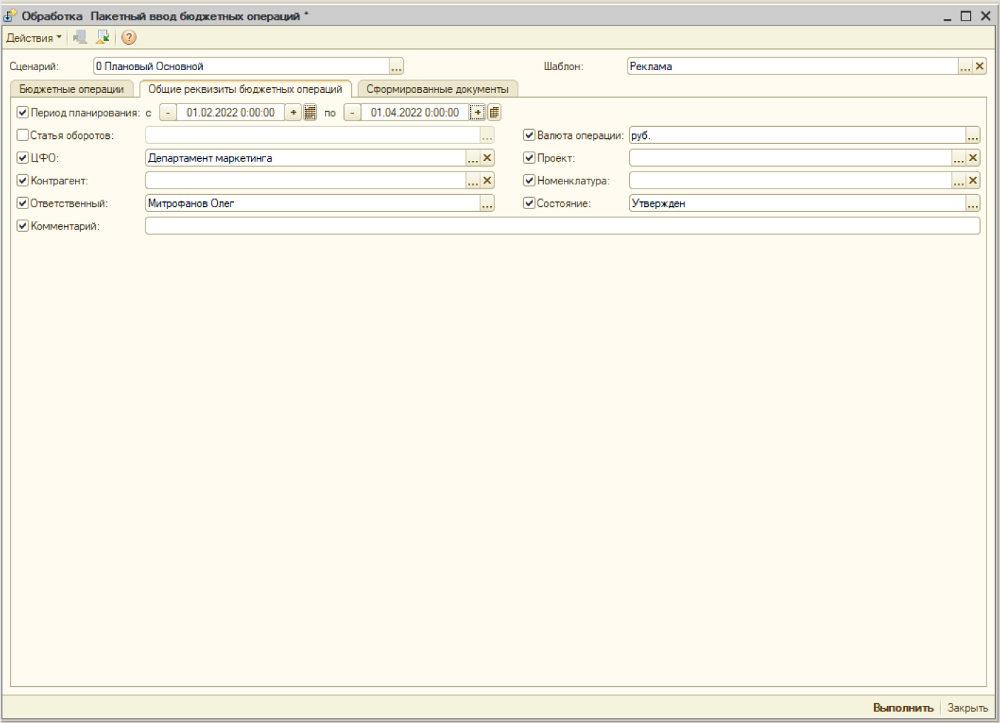 Обработка Пакетный ввод бюджетных операций *
Действия
Сценарий: 0 Плановый Основной ... Шаблон: Реклама ...
Бюджетные операции Общие реквизиты бюджетных операций Сформированные документы
Период планирования: с - 01.02.2022 0:00:00 + по - 01.04.2022 0:00:00 +
Статья оборотов: ... Валюта операции: руб. ...
ЦФО: Департамент маркетинга ... Проект: ...
Контрагент: ... Номенклатура: ...
Ответственный: Митрофанов Олег ... Состояние: Утвержден ...
Комментарий:
Выполнить Закрыть